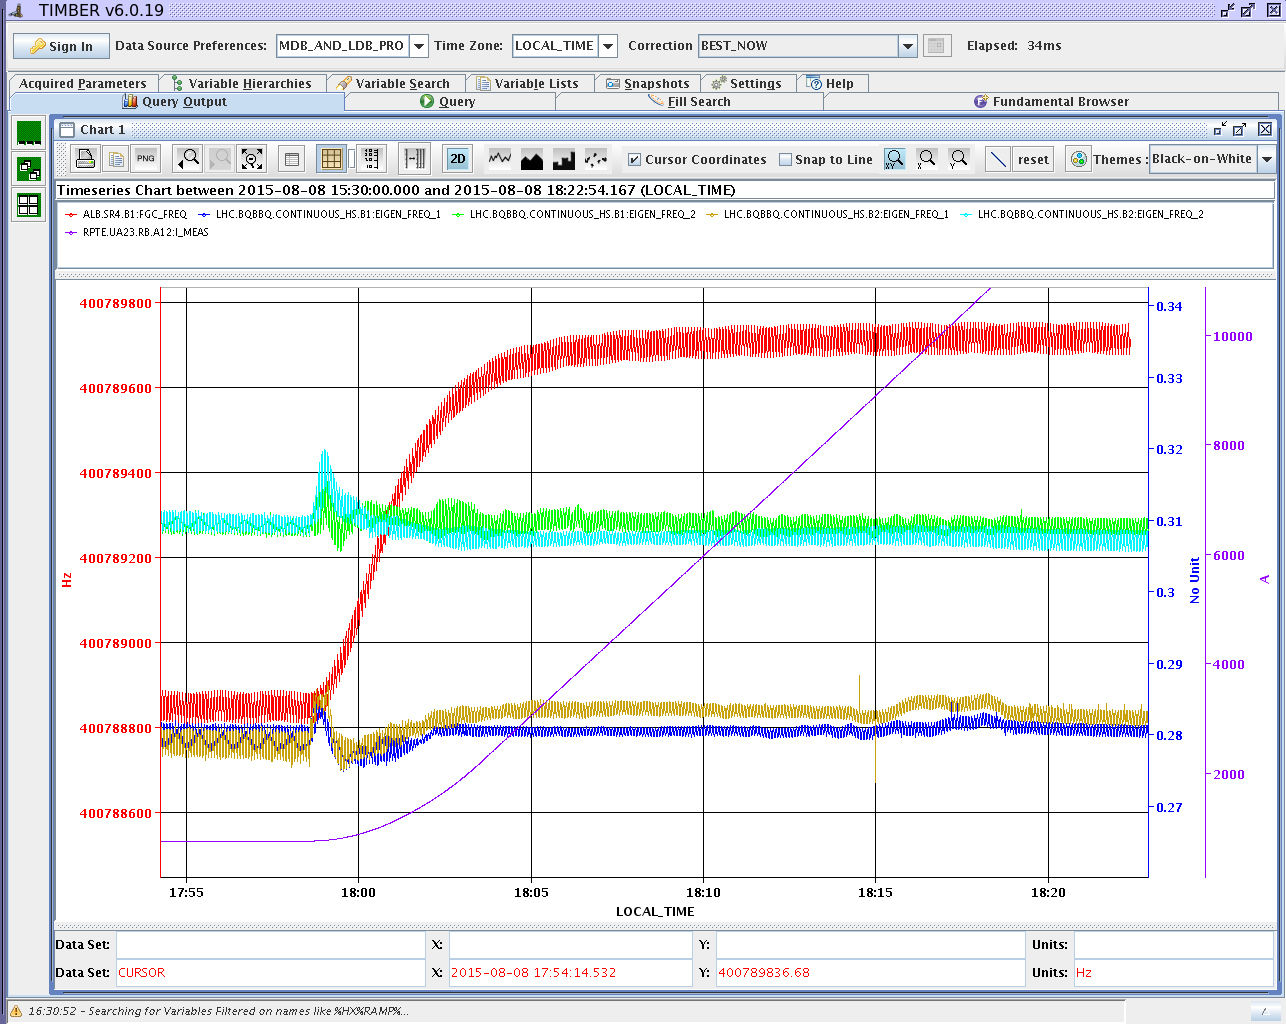 TIMBER v6.0.19
Sign In Data Source Preferences: MDB_AND_LDB_PRO Time Zone: LOCAL_TIME Correction BEST_NOW Elapsed: 34ms
Acquired Parameters Variable Hierarchies Variable Search Variable Lists Snapshots Settings Help
Query Output Query Fill Search Fundamental Browser
Chart 1
PNG 2D Cursor Coordinates Snap to Line XY X Y reset Themes : Black-on-White
Timeseries Chart between 2015-08-08 15:30:00.000 and 2015-08-08 18:22:54.167 (LOCAL_TIME)
ALB.SR4.B1:FGC_FREQ LHC.BQBBQ.CONTINUOUS_HS.B1:EIGEN_FREQ_1 LHC.BQBBQ.CONTINUOUS_HS.B1:EIGEN_FREQ_2 LHC.BQBBQ.CONTINUOUS_HS.B2:EIGEN_FREQ_1 LHC.BQBBQ.CONTINUOUS_HS.B2:EIGEN_FREQ_2
RPTE.UA23.RB.A12:I_MEAS
400789800
400789600
400789400
400789200
400789000
400788800
400788600
Hz
0.34
0.33
0.32
0.31
0.3
0.29
0.28
0.27
No Unit
10000
8000
6000
4000
2000
A
17:55 18:00 18:05 18:10 18:15 18:20
LOCAL_TIME
Data Set: X: Y: Units:
Data Set: CURSOR X: 2015-08-08 17:54:14.532 Y: 400789836.68 Units: Hz
16:30:52 - Searching for Variables Filtered on names like %HX%RAMP%...